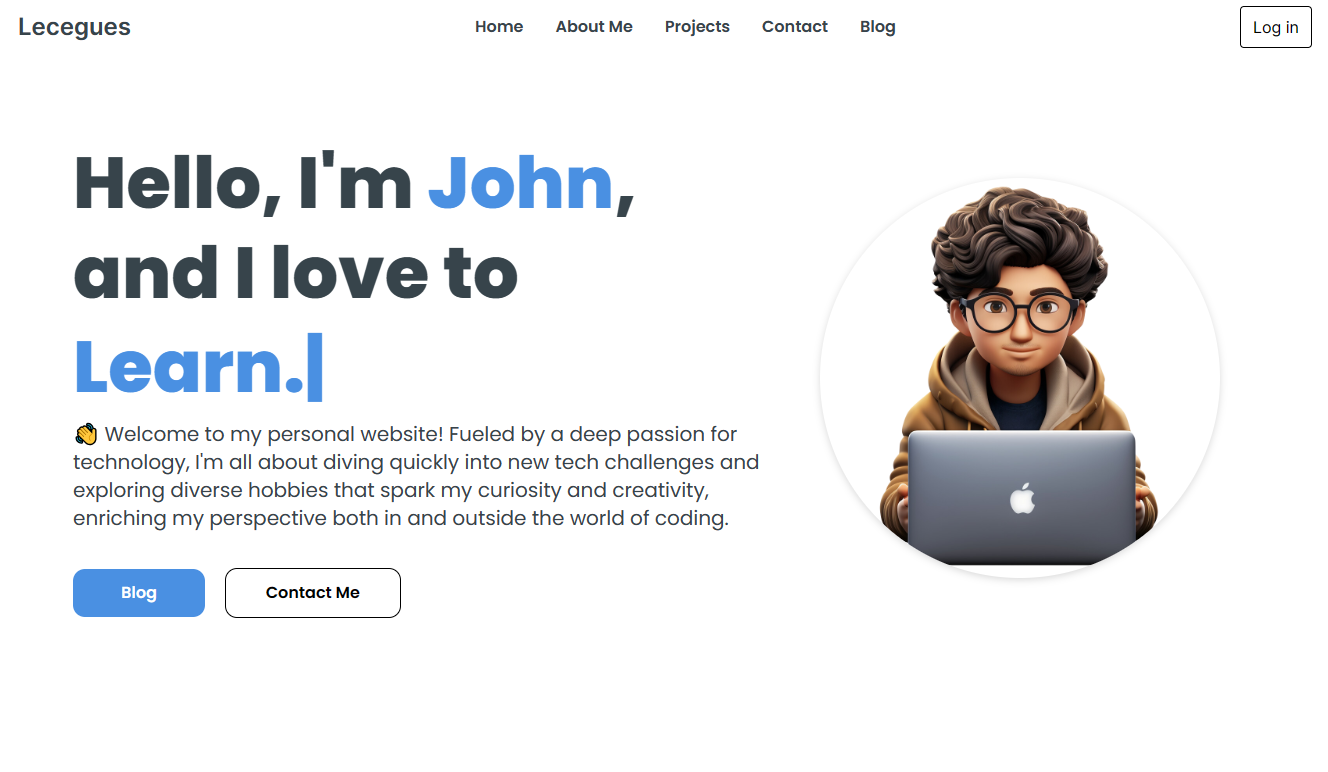 Lecegues
Home About Me Projects Contact Blog
Log in
Hello, I'm John,
and I love to
Learn.|
👋 Welcome to my personal website! Fueled by a deep passion for
technology, I'm all about diving quickly into new tech challenges and
exploring diverse hobbies that spark my curiosity and creativity,
enriching my perspective both in and outside the world of coding.
Blog
Contact Me